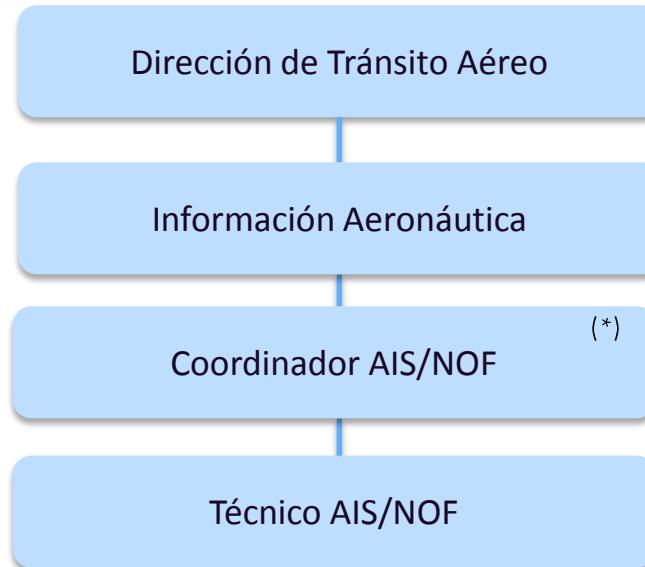 Dirección de Tránsito Aéreo
Información Aeronáutica
(*)
Coordinador AIS/NOF
Técnico AIS/NOF